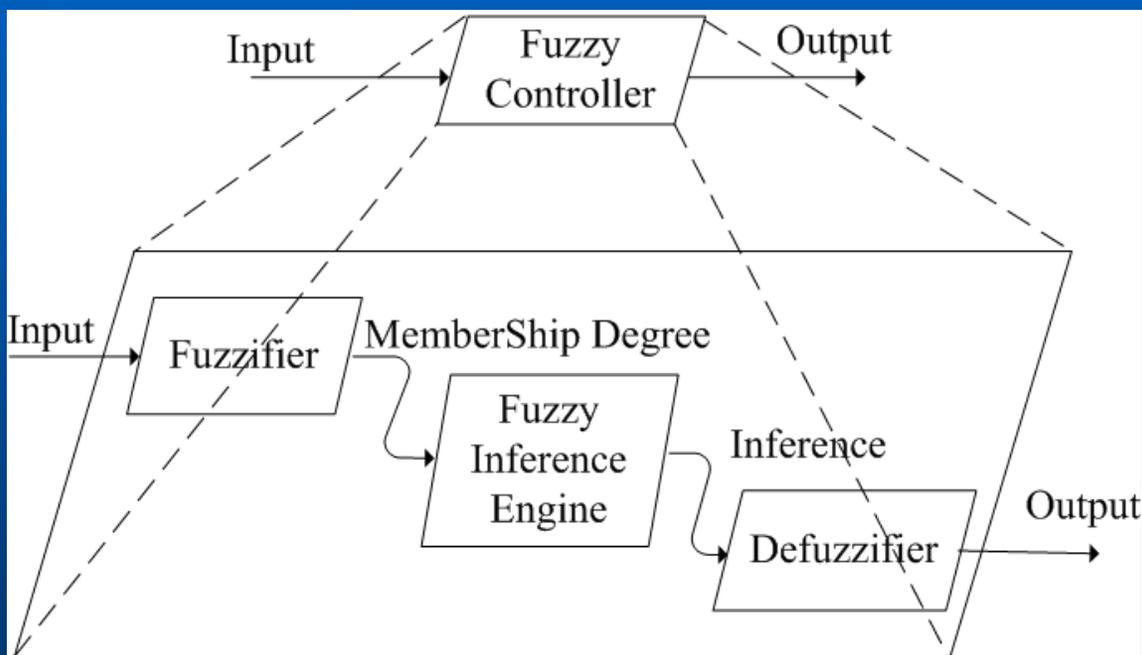 Input
Fuzzy
Controller
Output
Input
Fuzzifier
MemberShip Degree
Fuzzy
Inference
Engine
Inference
Defuzzifier
Output